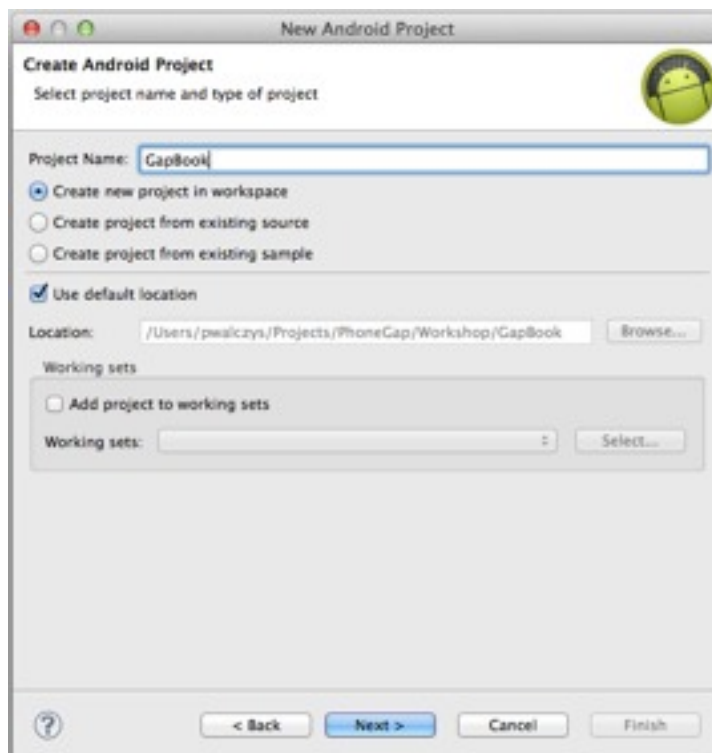 New Android Project
Create Android Project
Select project name and type of project
Project Name: GapBook
Create new project in workspace
Create project from existing source
Create project from existing sample
Use default location
Location: /Users/pwalczys/Projects/PhoneGap/Workshop/GapBook Browse...
Working sets
Add project to working sets
Working sets: Select...
? < Back Next > Cancel Finish